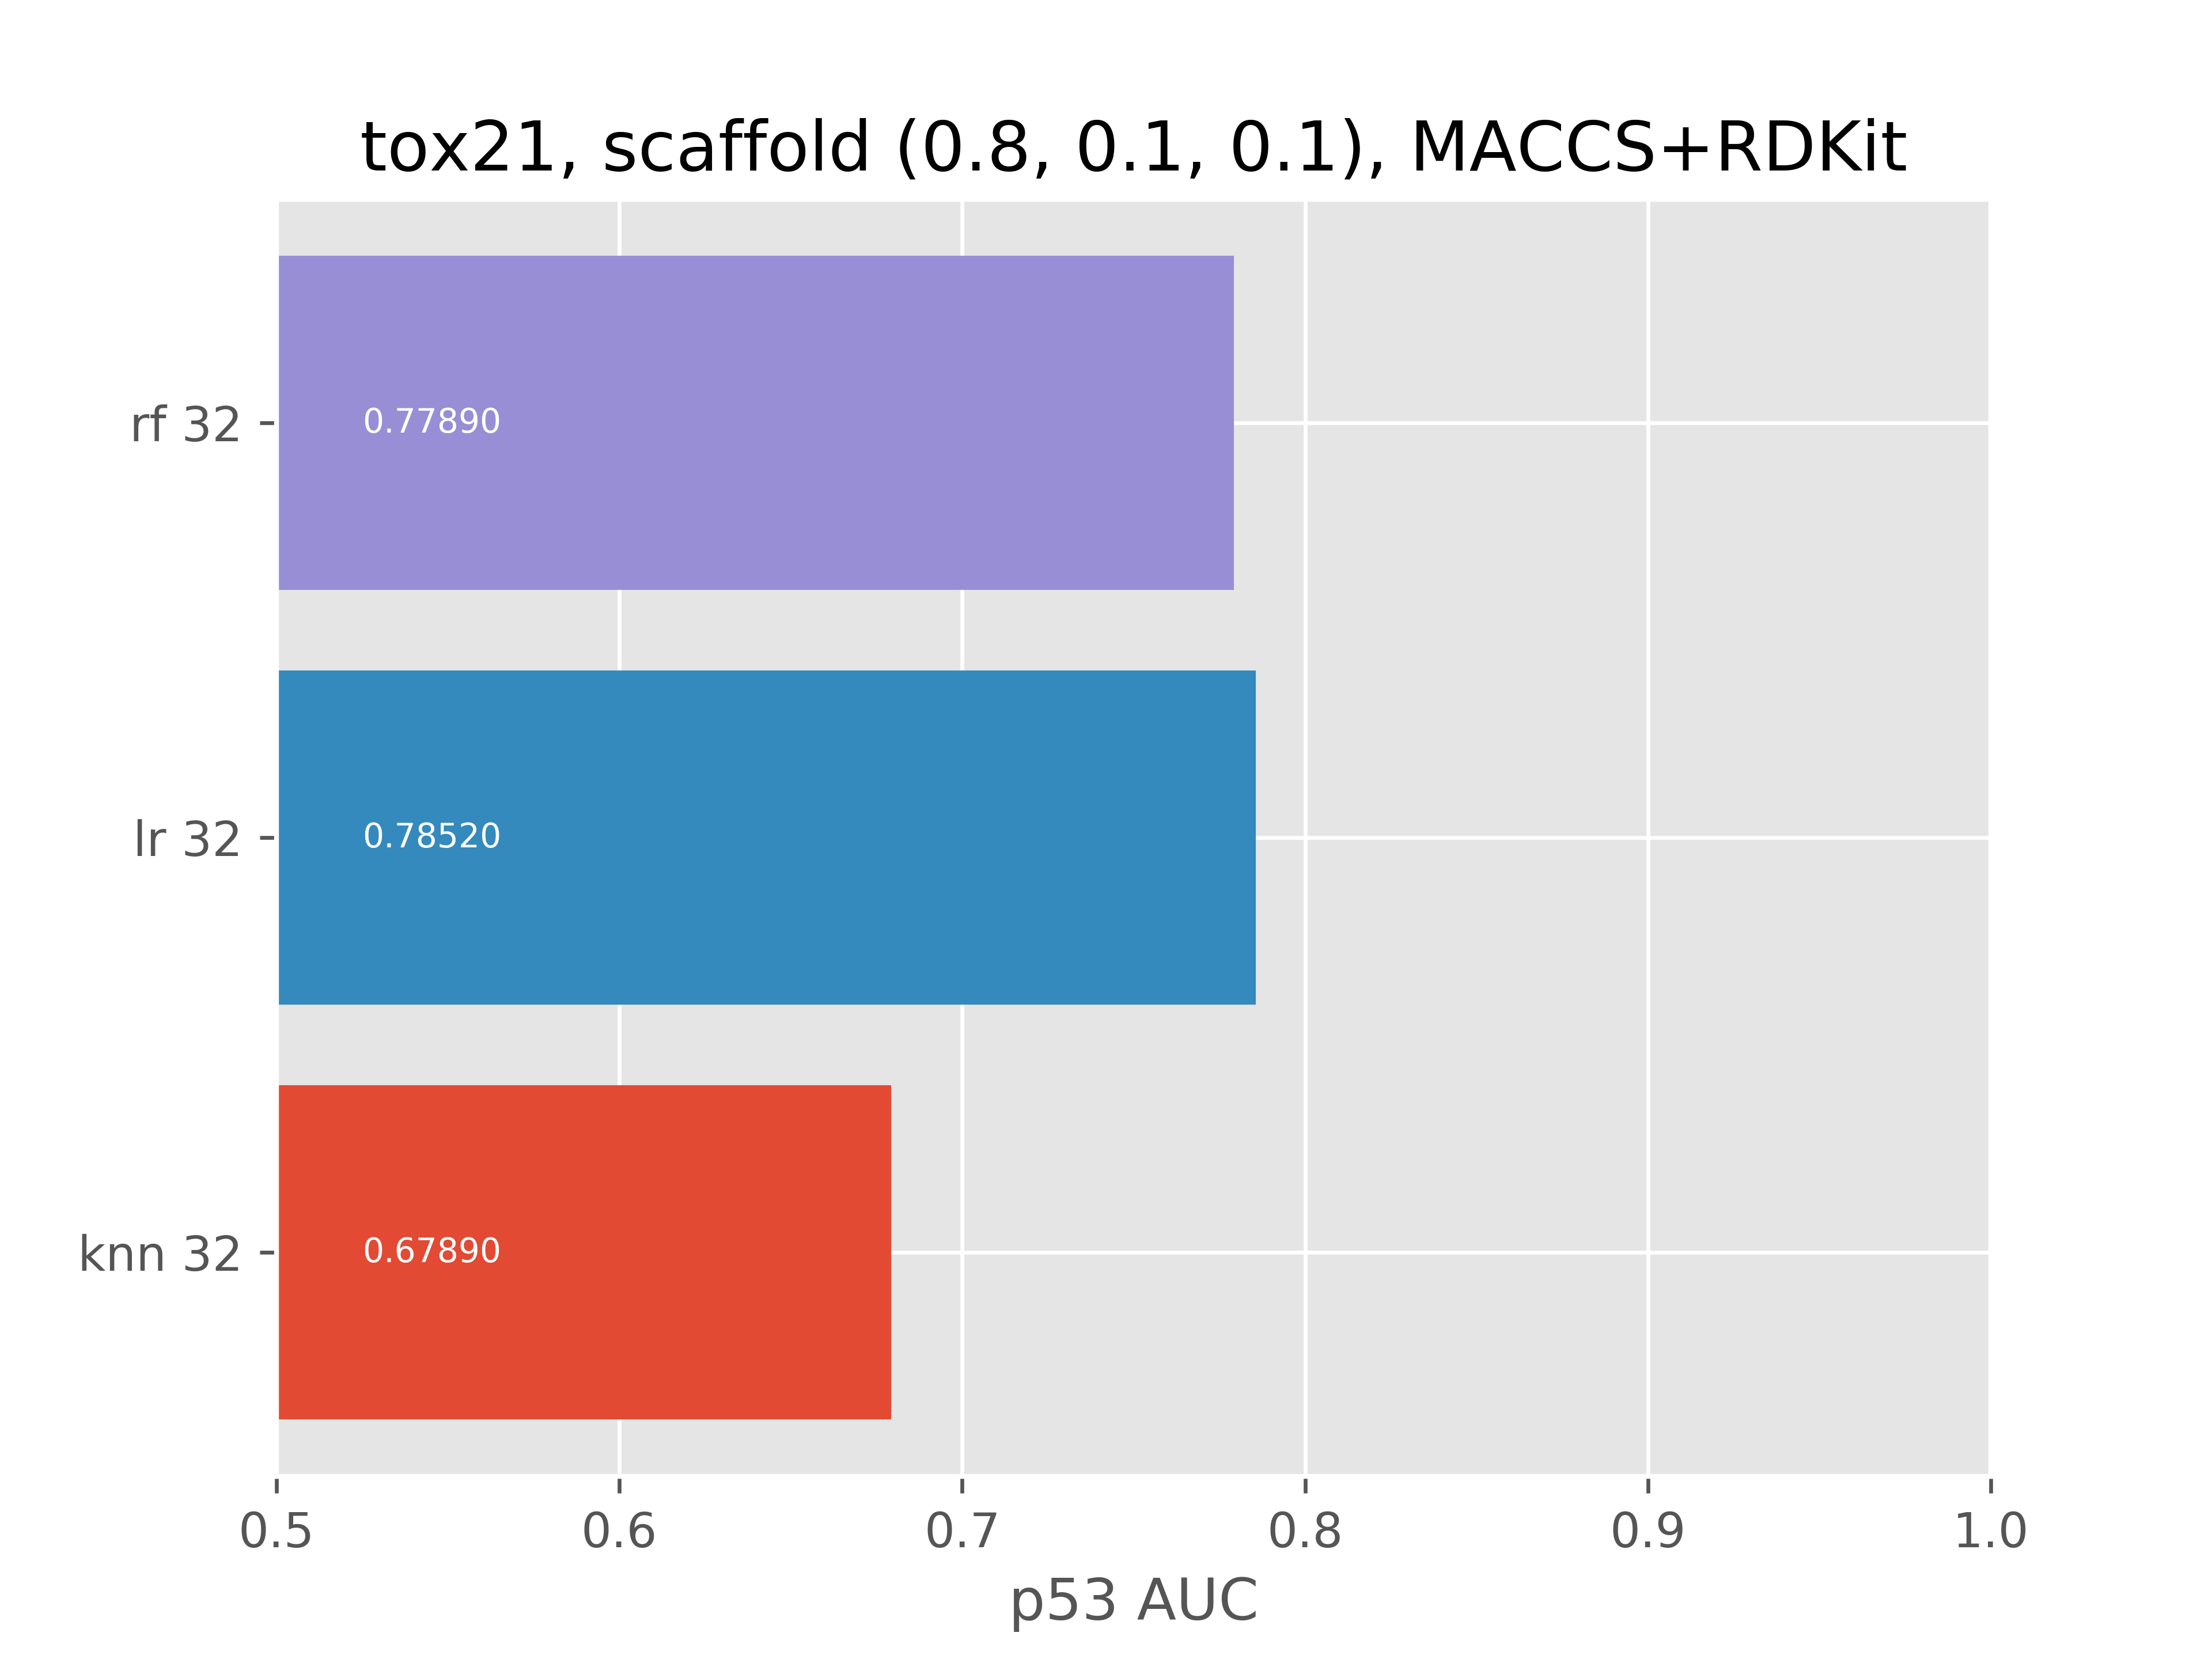 tox21, scaffold (0.8, 0.1, 0.1), MACCS+RDKit
rf 32
0.77890
lr 32
0.78520
knn 32
0.67890
0.5 0.6 0.7 0.8 0.9 1.0
p53 AUC